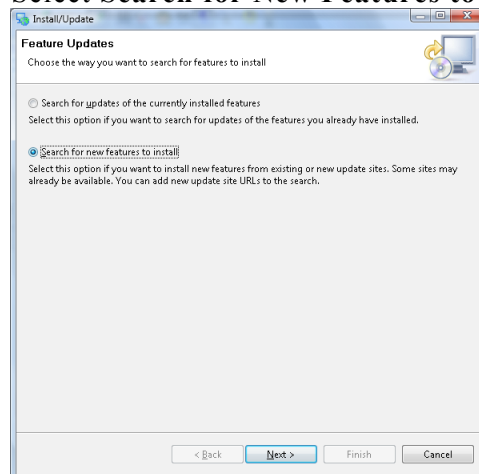 Select Search for New Features to
Install/Update
Feature Updates
Choose the way you want to search for features to install
Search for updates of the currently installed features
Select this option if you want to search for updates of the features you already have installed.
Search for new features to install
Select this option if you want to install new features from existing or new update sites. Some sites may
already be available. You can add new update site URLs to the search.
< Back Next > Finish Cancel